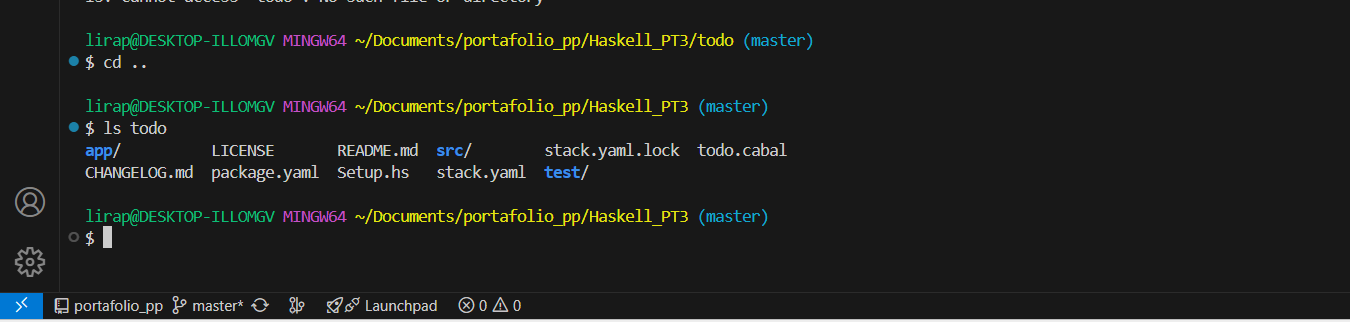 ls: cannot access 'todo': No such file or directory
lirap@DESKTOP-ILLOMGV MINGW64 ~/Documents/portafolio_pp/Haskell_PT3/todo (master)
$ cd ..
lirap@DESKTOP-ILLOMGV MINGW64 ~/Documents/portafolio_pp/Haskell_PT3 (master)
$ ls todo
app/ LICENSE README.md src/ stack.yaml.lock todo.cabal
CHANGELOG.md package.yaml Setup.hs stack.yaml test/
lirap@DESKTOP-ILLOMGV MINGW64 ~/Documents/portafolio_pp/Haskell_PT3 (master)
$
portafolio_pp master* Launchpad 0 0